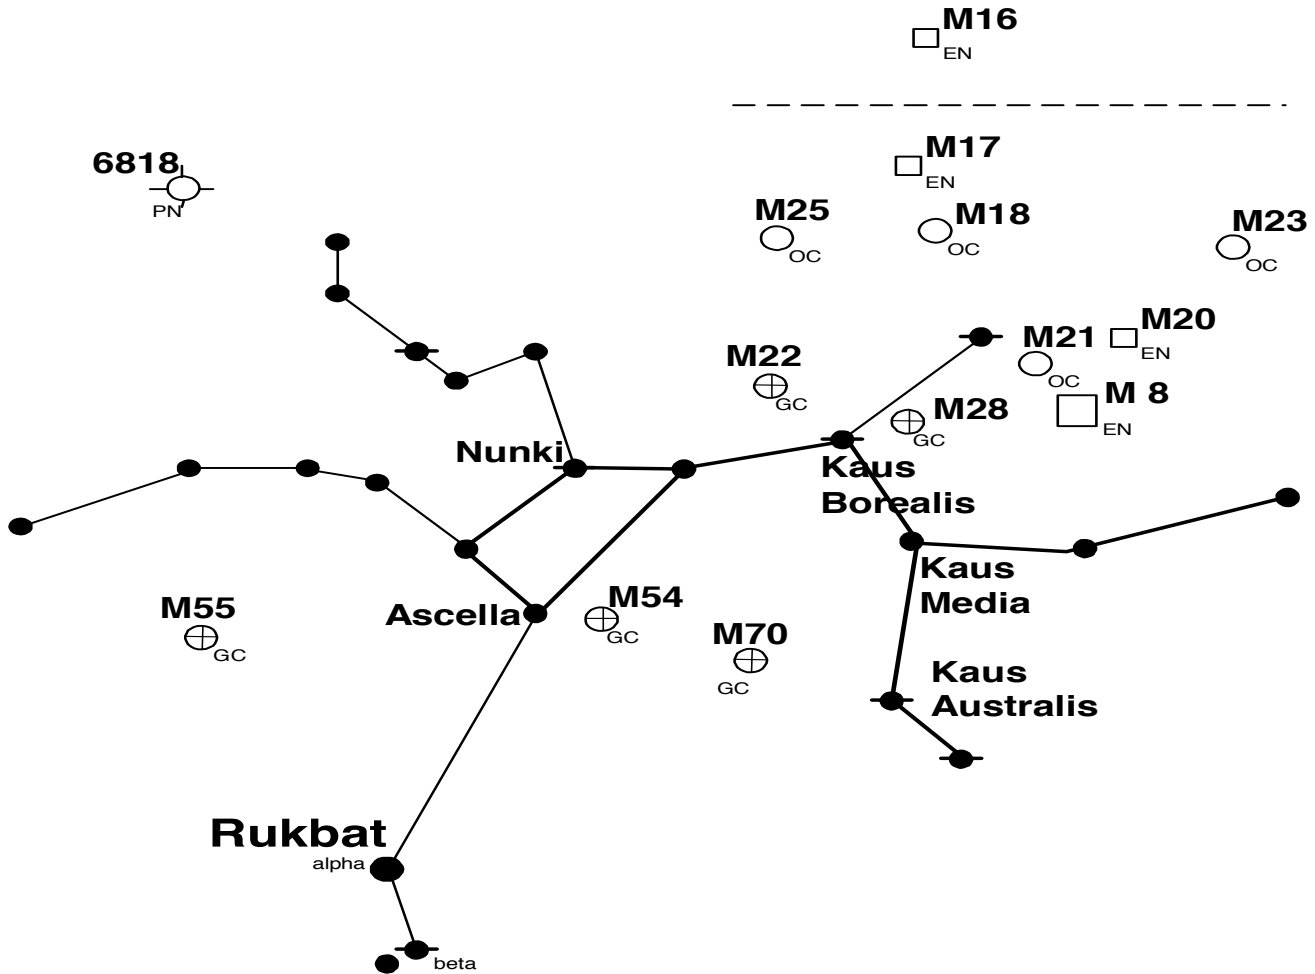 M16
EN
M17
EN
6818
PN
M25
OC
M18
OC
M23
OC
M20
EN
M21
OC
M22
GC
M 8
EN
M28
GC
Nunki
Kaus
Borealis
Kaus
Media
M55
GC
Ascella
M54
GC
M70
GC
Kaus
Australis
Rukbat
alpha
beta